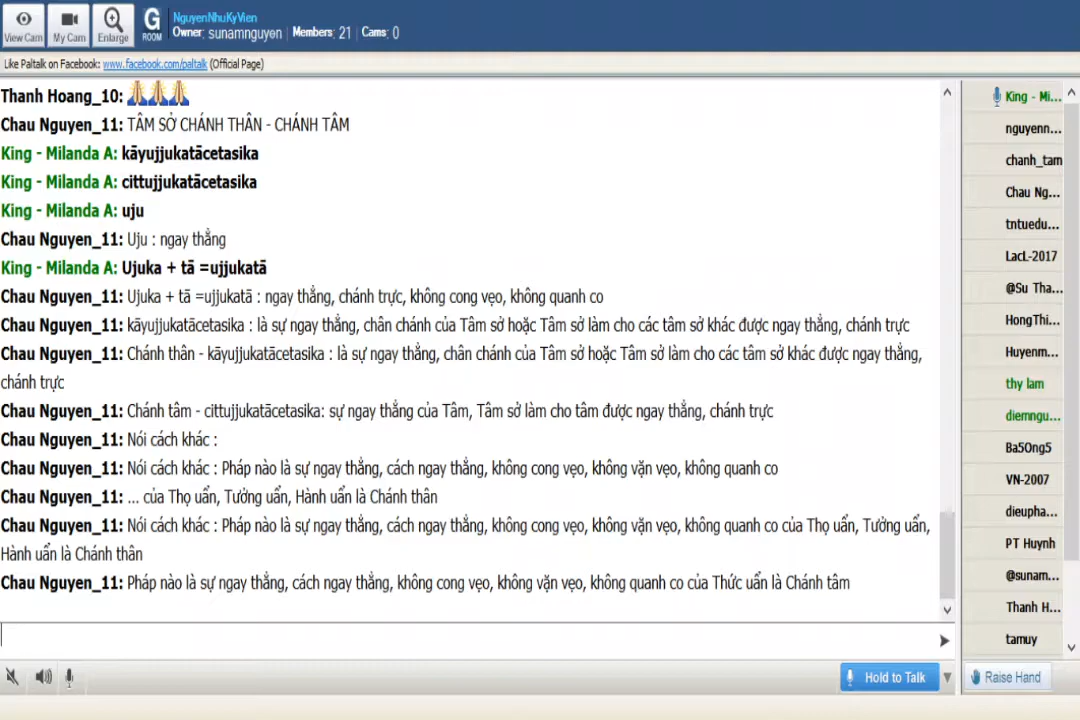 NguyenNhuKyVien
View Cam My Cam Enlarge G ROOM Owner: sunamnguyen Members: 21 Cams: 0
Like Paltalk on Facebook: www.facebook.com/paltalk (Official Page)
Thanh Hoang_10: 🙏🙏🙏
Chau Nguyen_11: TÂM SỞ CHÁNH THÂN - CHÁNH TÂM
King - Milanda A: kāyujjukatācetasika
King - Milanda A: cittujjukatācetasika
King - Milanda A: uju
Chau Nguyen_11: Uju : ngay thẳng
King - Milanda A: Ujuka + tā =ujjukatā
Chau Nguyen_11: Ujuka + tā =ujjukatā : ngay thẳng, chánh trực, không cong vẹo, không quanh co
Chau Nguyen_11: kāyujjukatācetasika : là sự ngay thẳng, chân chánh của Tâm sở hoặc Tâm sở làm cho các tâm sở khác được ngay thẳng, chánh trực
Chau Nguyen_11: Chánh thân - kāyujjukatācetasika : là sự ngay thẳng, chân chánh của Tâm sở hoặc Tâm sở làm cho các tâm sở khác được ngay thẳng,
chánh trực
Chau Nguyen_11: Chánh tâm - cittujjukatācetasika: sự ngay thẳng của Tâm, Tâm sở làm cho tâm được ngay thẳng, chánh trực
Chau Nguyen_11: Nói cách khác :
Chau Nguyen_11: Nói cách khác : Pháp nào là sự ngay thẳng, cách ngay thẳng, không cong vẹo, không vặn vẹo, không quanh co
Chau Nguyen_11: ... của Thọ uẩn, Tưởng uẩn, Hành uẩn là Chánh thân
Chau Nguyen_11: Nói cách khác : Pháp nào là sự ngay thẳng, cách ngay thẳng, không cong vẹo, không vặn vẹo, không quanh co của Thọ uẩn, Tưởng uẩn,
Hành uẩn là Chánh thân
Chau Nguyen_11: Pháp nào là sự ngay thẳng, cách ngay thẳng, không cong vẹo, không vặn vẹo, không quanh co của Thức uẩn là Chánh tâm
King - Mi...
nguyenn...
chanh_tam
Chau Ng...
tntuedu...
LacL-2017
@Su Tha...
HongThi...
Huyenm...
thy lam
diemngu...
Ba5Ong5
VN-2007
dieupha...
PT Huynh
@sunam...
Thanh H...
tamuy
Hold to Talk
Raise Hand